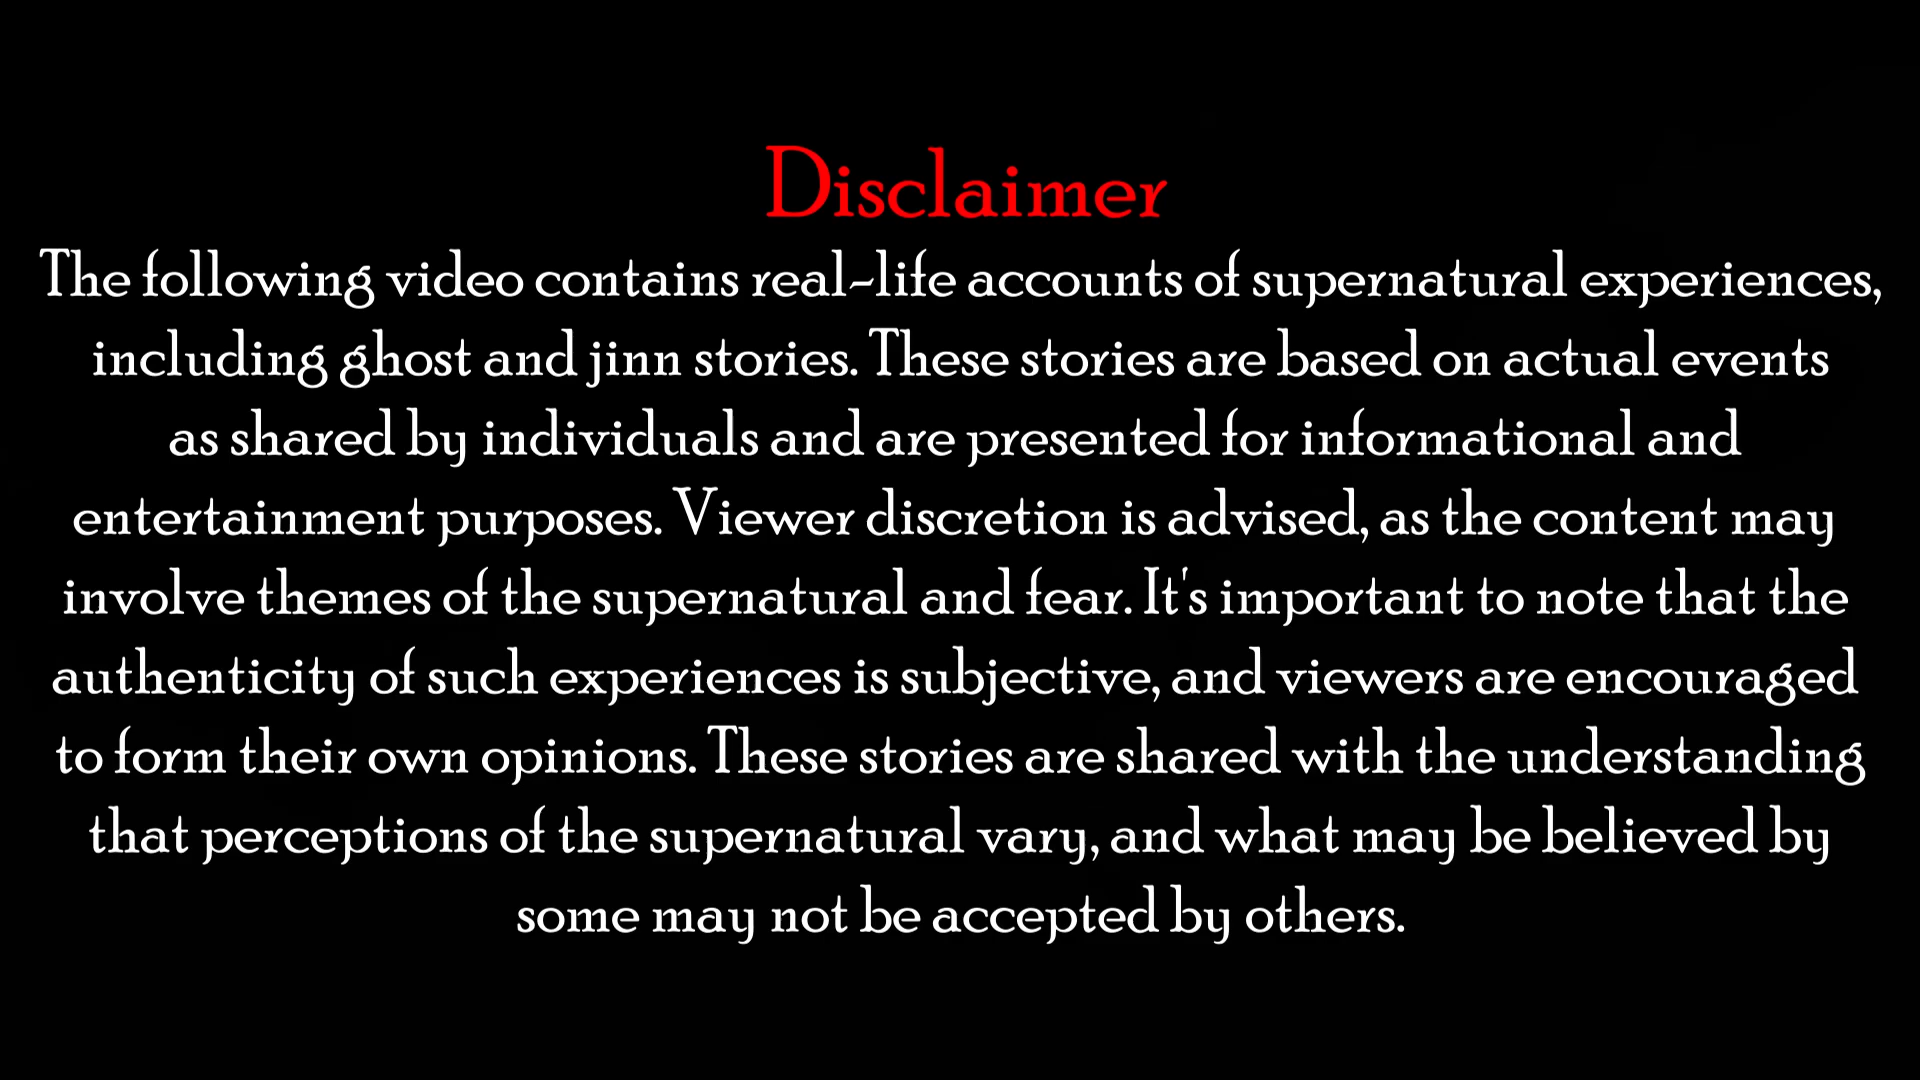 Disclaimer
The following video contains real-life accounts of supernatural experiences,
including ghost and jinn stories. These stories are based on actual events
as shared by individuals and are presented for informational and
entertainment purposes. Viewer discretion is advised, as the content may
involve themes of the supernatural and fear. It's important to note that the
authenticity of such experiences is subjective, and viewers are encouraged
to form their own opinions. These stories are shared with the understanding
that perceptions of the supernatural vary, and what may be believed by
some may not be accepted by others.